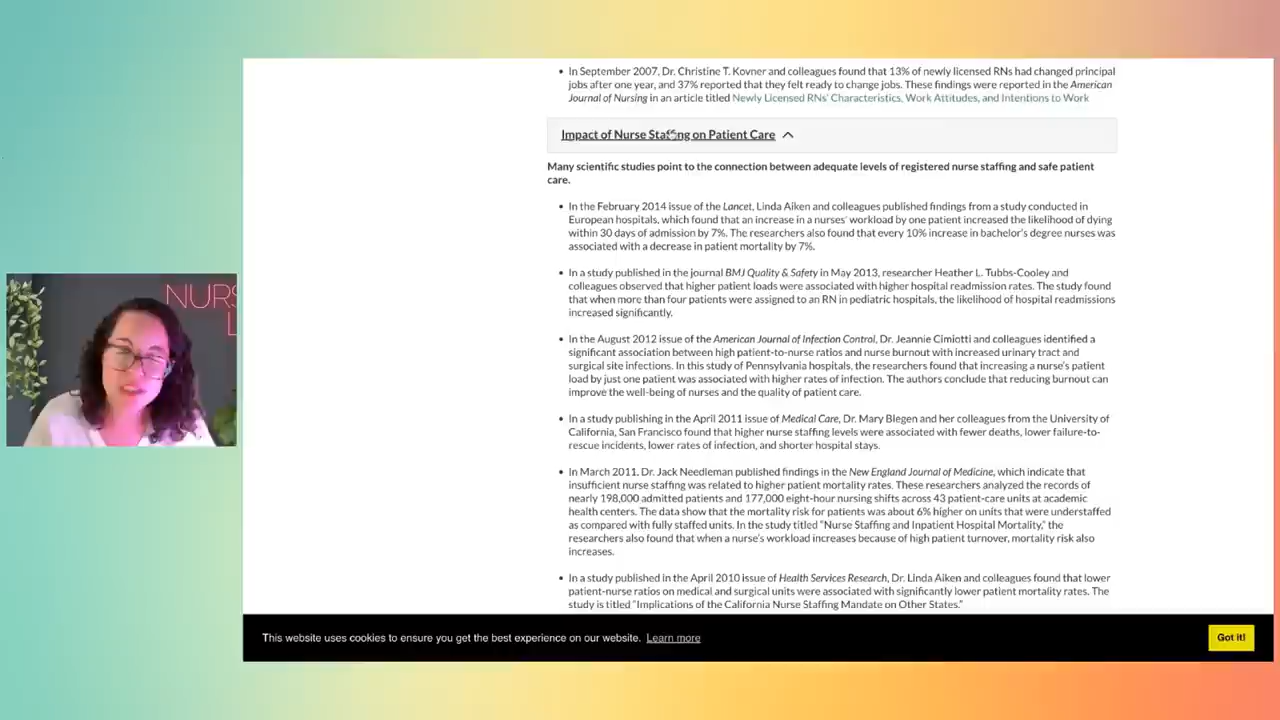 In September 2007, Dr. Christine T. Kovner and colleagues found that 13% of newly licensed RNs had changed principal
jobs after one year, and 37% reported that they felt ready to change jobs. These findings were reported in the American
Journal of Nursing in an article titled Newly Licensed RNs' Characteristics, Work Attitudes, and Intentions to Work
Impact of Nurse Staffing on Patient Care
Many scientific studies point to the connection between adequate levels of registered nurse staffing and safe patient
care.
In the February 2014 issue of the Lancet, Linda Aiken and colleagues published findings from a study conducted in
European hospitals, which found that an increase in a nurses' workload by one patient increased the likelihood of dying
within 30 days of admission by 7%. The researchers also found that every 10% increase in bachelor's degree nurses was
associated with a decrease in patient mortality by 7%.
In a study published in the journal BMJ Quality & Safety in May 2013, researcher Heather L. Tubbs-Cooley and
colleagues observed that higher patient loads were associated with higher hospital readmission rates. The study found
that when more than four patients were assigned to an RN in pediatric hospitals, the likelihood of hospital readmissions
increased significantly.
In the August 2012 issue of the American Journal of Infection Control, Dr. Jeannie Cimiotti and colleagues identified a
significant association between high patient-to-nurse ratios and nurse burnout with increased urinary tract and
surgical site infections. In this study of Pennsylvania hospitals, the researchers found that increasing a nurse's patient
load by just one patient was associated with higher rates of infection. The authors conclude that reducing burnout can
improve the well-being of nurses and the quality of patient care.
In a study publishing in the April 2011 issue of Medical Care, Dr. Mary Blegen and her colleagues from the University of
California, San Francisco found that higher nurse staffing levels were associated with fewer deaths, lower failure-to-
rescue incidents, lower rates of infection, and shorter hospital stays.
In March 2011, Dr. Jack Needleman published findings in the New England Journal of Medicine, which indicate that
insufficient nurse staffing was related to higher patient mortality rates. These researchers analyzed the records of
nearly 198,000 admitted patients and 177,000 eight-hour nursing shifts across 43 patient-care units at academic
health centers. The data show that the mortality risk for patients was about 6% higher on units that were understaffed
as compared with fully staffed units. In the study titled "Nurse Staffing and Inpatient Hospital Mortality," the
researchers also found that when a nurse's workload increases because of high patient turnover, mortality risk also
increases.
In a study published in the April 2010 issue of Health Services Research, Dr. Linda Aiken and colleagues found that lower
patient-nurse ratios on medical and surgical units were associated with significantly lower patient mortality rates. The
study is titled "Implications of the California Nurse Staffing Mandate on Other States."
NURS
L
This website uses cookies to ensure you get the best experience on our website. Learn more
Got it!